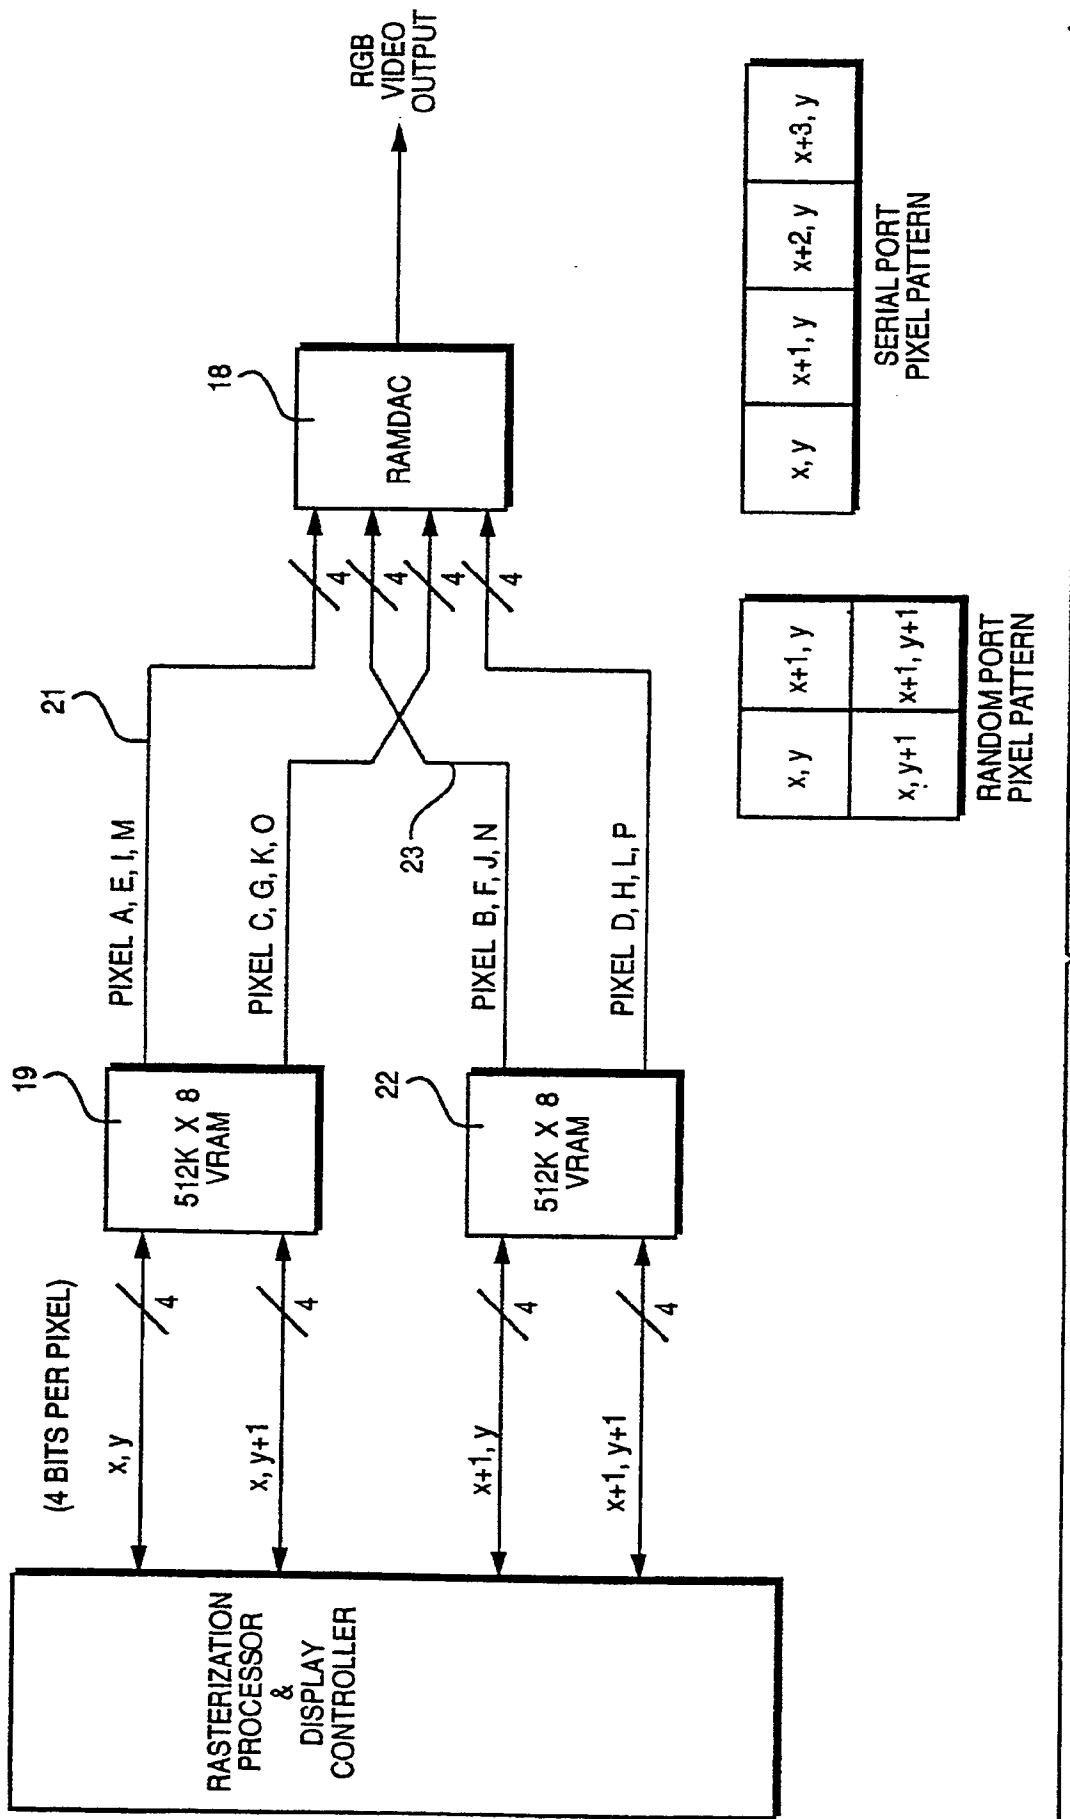 RASTERIZATION
PROCESSOR
&
DISPLAY
CONTROLLER
(4 BITS PER PIXEL)
x, y
4
x, y+1
4
x+1, y
4
x+1, y+1
4
19
512K X 8
VRAM
22
512K X 8
VRAM
PIXEL A, E, I, M
PIXEL C, G, K, O
PIXEL B, F, J, N
PIXEL D, H, L, P
21
23
4
4
4
4
18
RAMDAC
RGB
VIDEO
OUTPUT
x, y
x+1, y
x, y+1
x+1, y+1
RANDOM PORT
PIXEL PATTERN
x, y
x+1, y
x+2, y
x+3, y
SERIAL PORT
PIXEL PATTERN